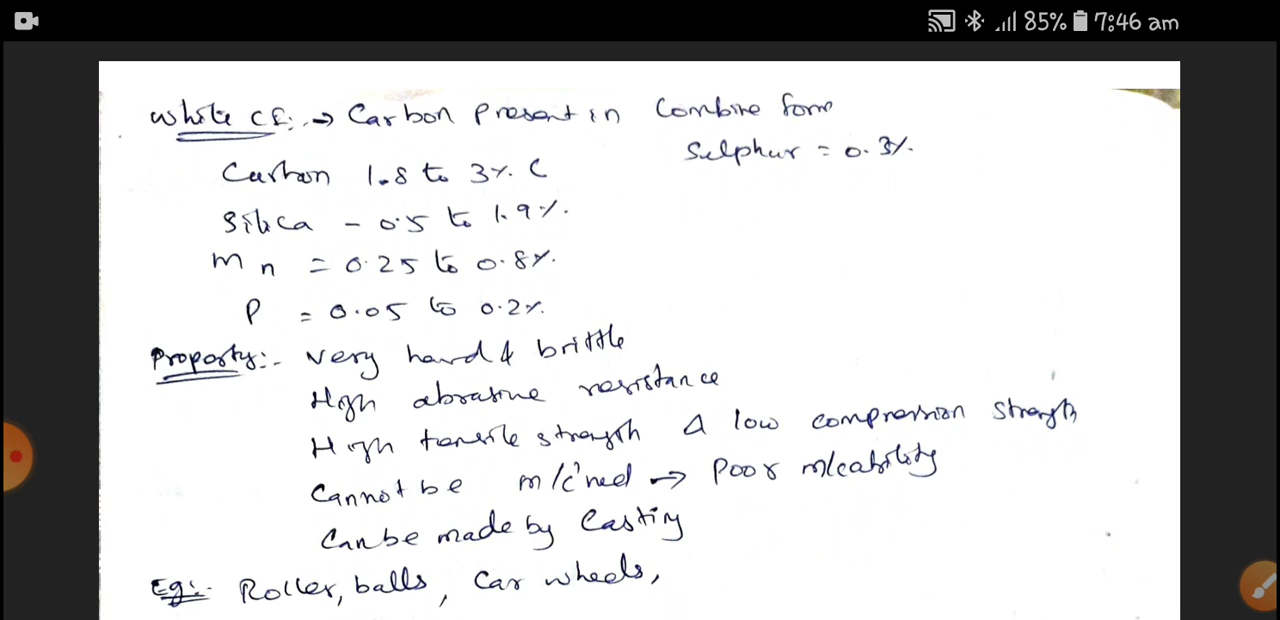 85% 7:46 am
White CI :→ Carbon present in Combine form
Sulphur = 0.3%.
Carbon 1.8 to 3%. C
Silica - 0.5 to 1.9%.
Mn = 0.25 to 0.8%.
P = 0.05 to 0.2%.
Property:- very hard & brittle
High abrasive resistance
High tensile strength & low compression strength
Cannot be m/c'ned → Poor m/cability
Can be made by Casting
Eg:- Roller, balls, Car wheels,